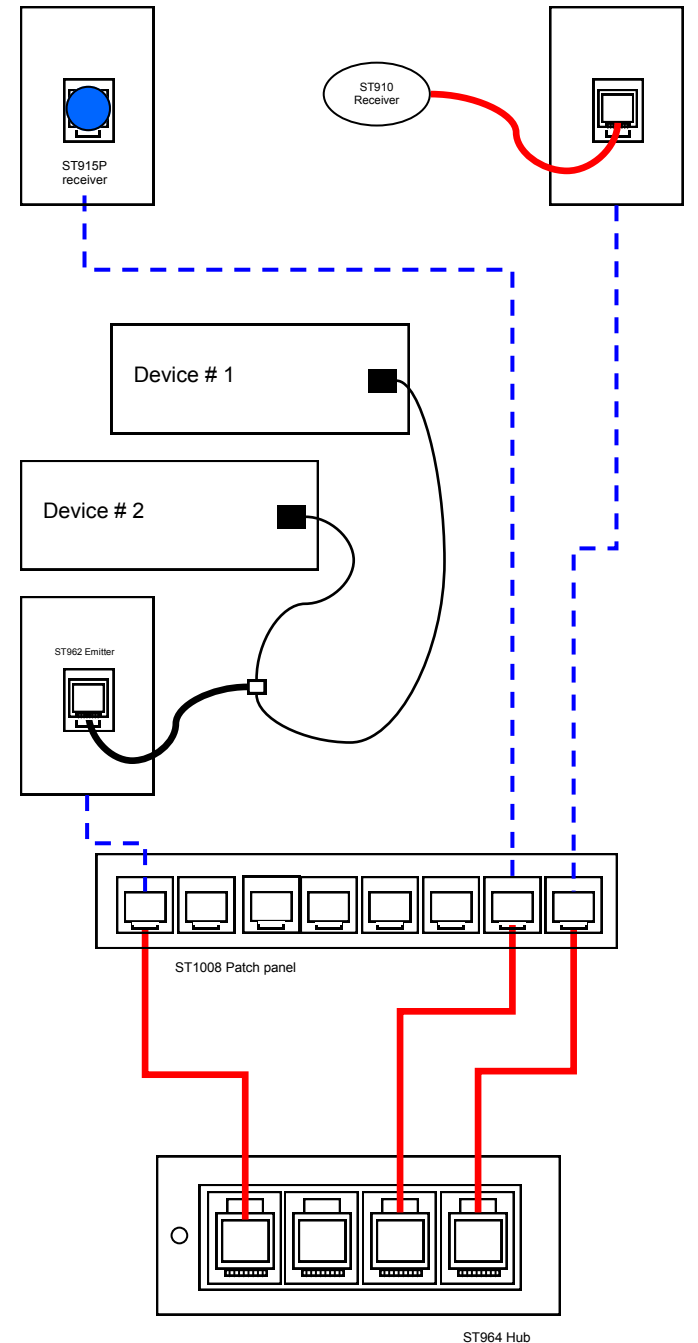 ST915P
receiver
ST910
Receiver
Device # 1
Device # 2
ST962 Emitter
ST1008 Patch panel
ST964 Hub